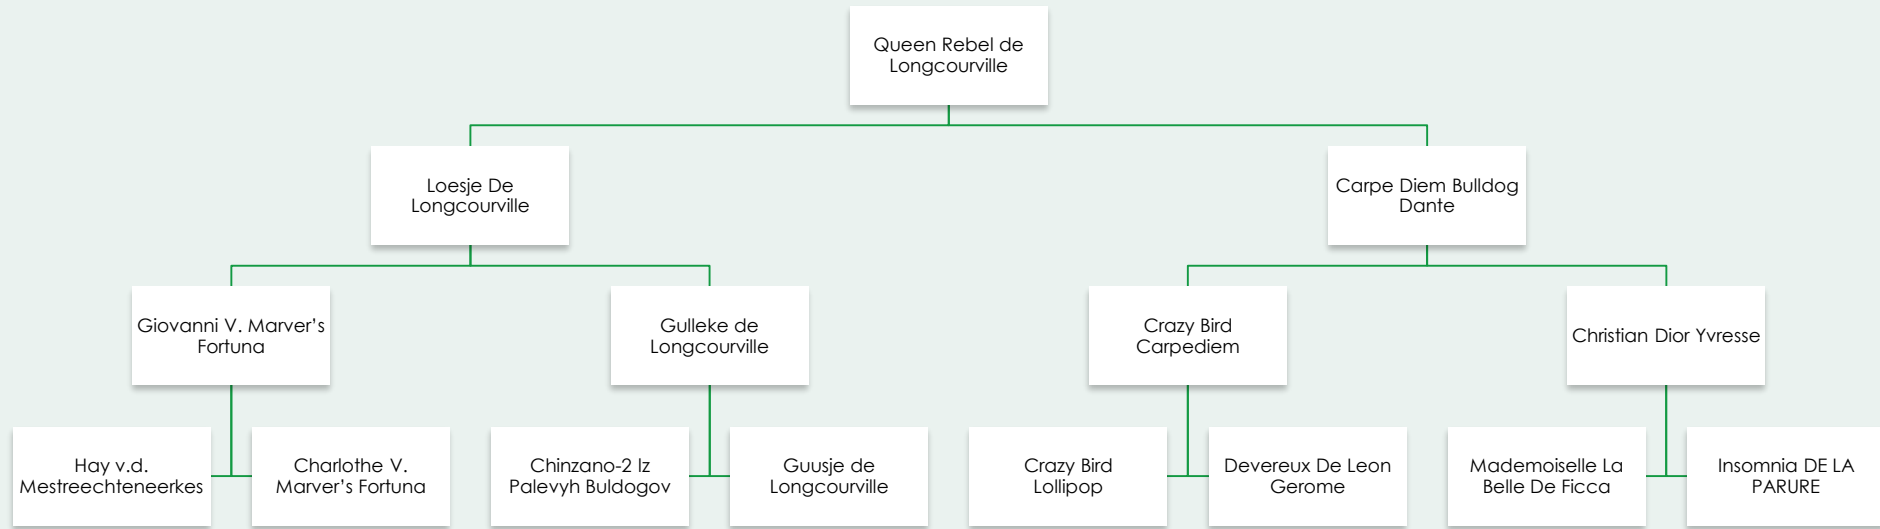 Queen Rebel de
Longcourville
Loesje De
Longcourville
Carpe Diem Bulldog
Dante
Giovanni V. Marver’s
Fortuna
Gulleke de
Longcourville
Crazy Bird
Carpediem
Christian Dior Yvresse
Hay v.d.
Mestreechteneerkes
Charlothe V.
Marver’s Fortuna
Chinzano-2 Iz
Palevyh Buldogov
Guusje de
Longcourville
Crazy Bird
Lollipop
Devereux De Leon
Gerome
Mademoiselle La
Belle De Ficca
Insomnia DE LA
PARURE